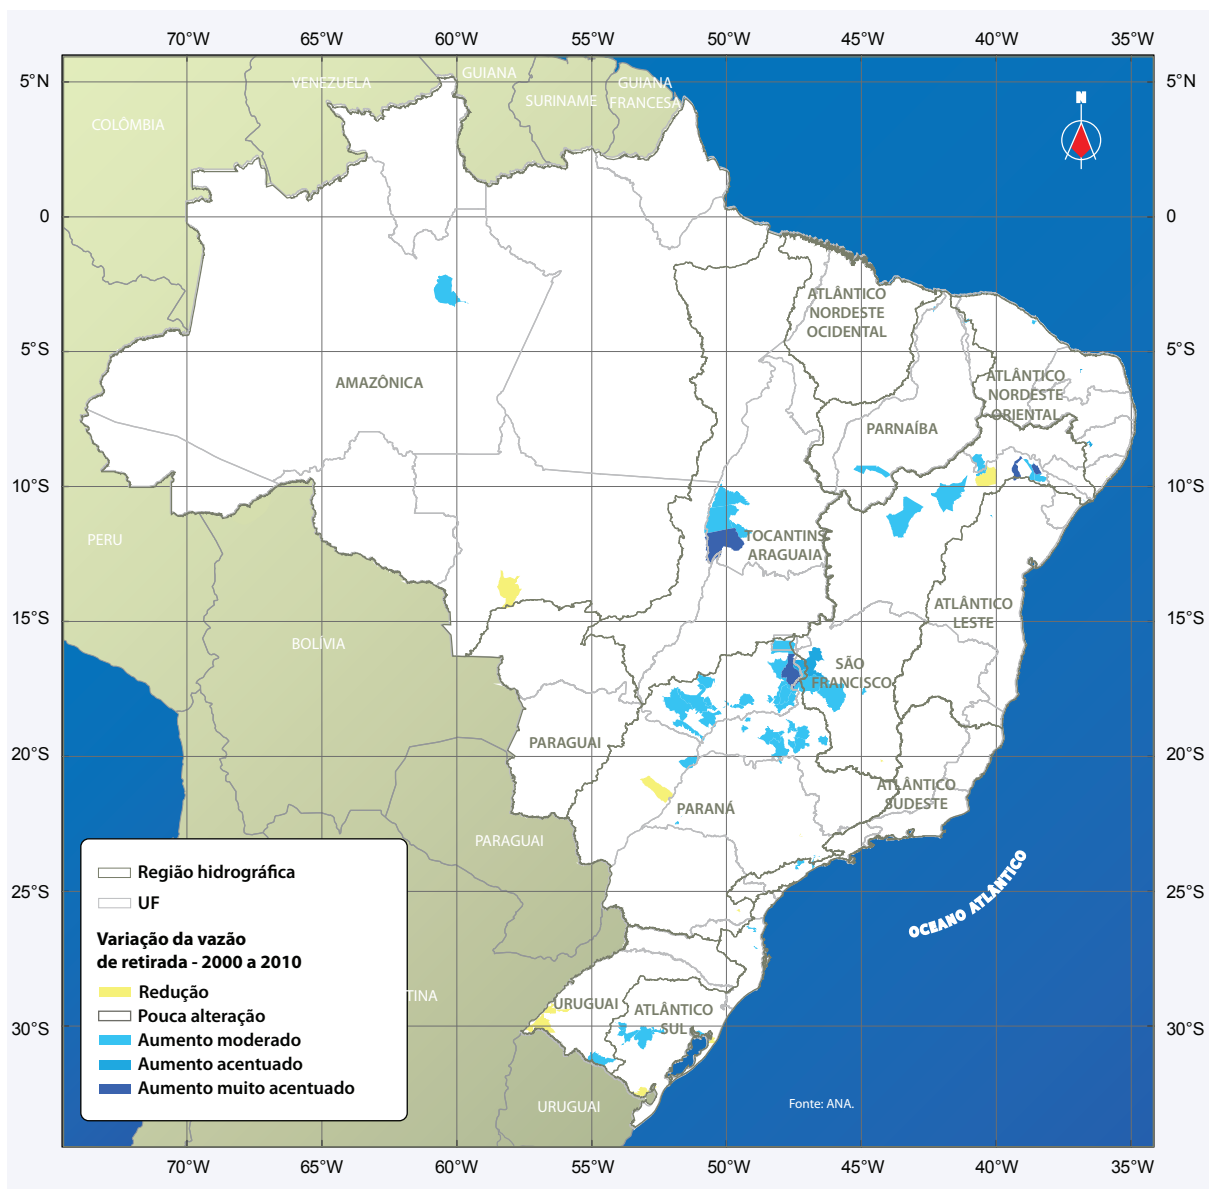 70°W 65°W 60°W 55°W 50°W 45°W 40°W 35°W
5°N
5°N
VENEZUELA
GUIANA
SURINAME
GUIANA
FRANCESA
COLÔMBIA
N
0
0
ATLÂNTICO
NORDESTE
OCIDENTAL
5°S
5°S
AMAZÔNICA
ATLÂNTICO
NORDESTE
ORIENTAL
PARNAÍBA
10°S
10°S
PERU
TOCANTINS
ARAGUAIA
ATLÂNTICO
LESTE
15°S
15°S
BOLÍVIA
SÃO
FRANCISCO
PARAGUAI
20°S
20°S
ATLÂNTICO
SUDESTE
PARANÁ
PARAGUAI
OCEANO ATLÂNTICO
25°S
25°S
Região hidrográfica
UF
Variação da vazão
de retirada - 2000 a 2010
Redução
Pouca alteração
Aumento moderado
Aumento acentuado
Aumento muito acentuado
TINA
URUGUAI
ATLÂNTICO
SUL
30°S
30°S
URUGUAI
Fonte: ANA.
70°W 65°W 60°W 55°W 50°W 45°W 40°W 35°W